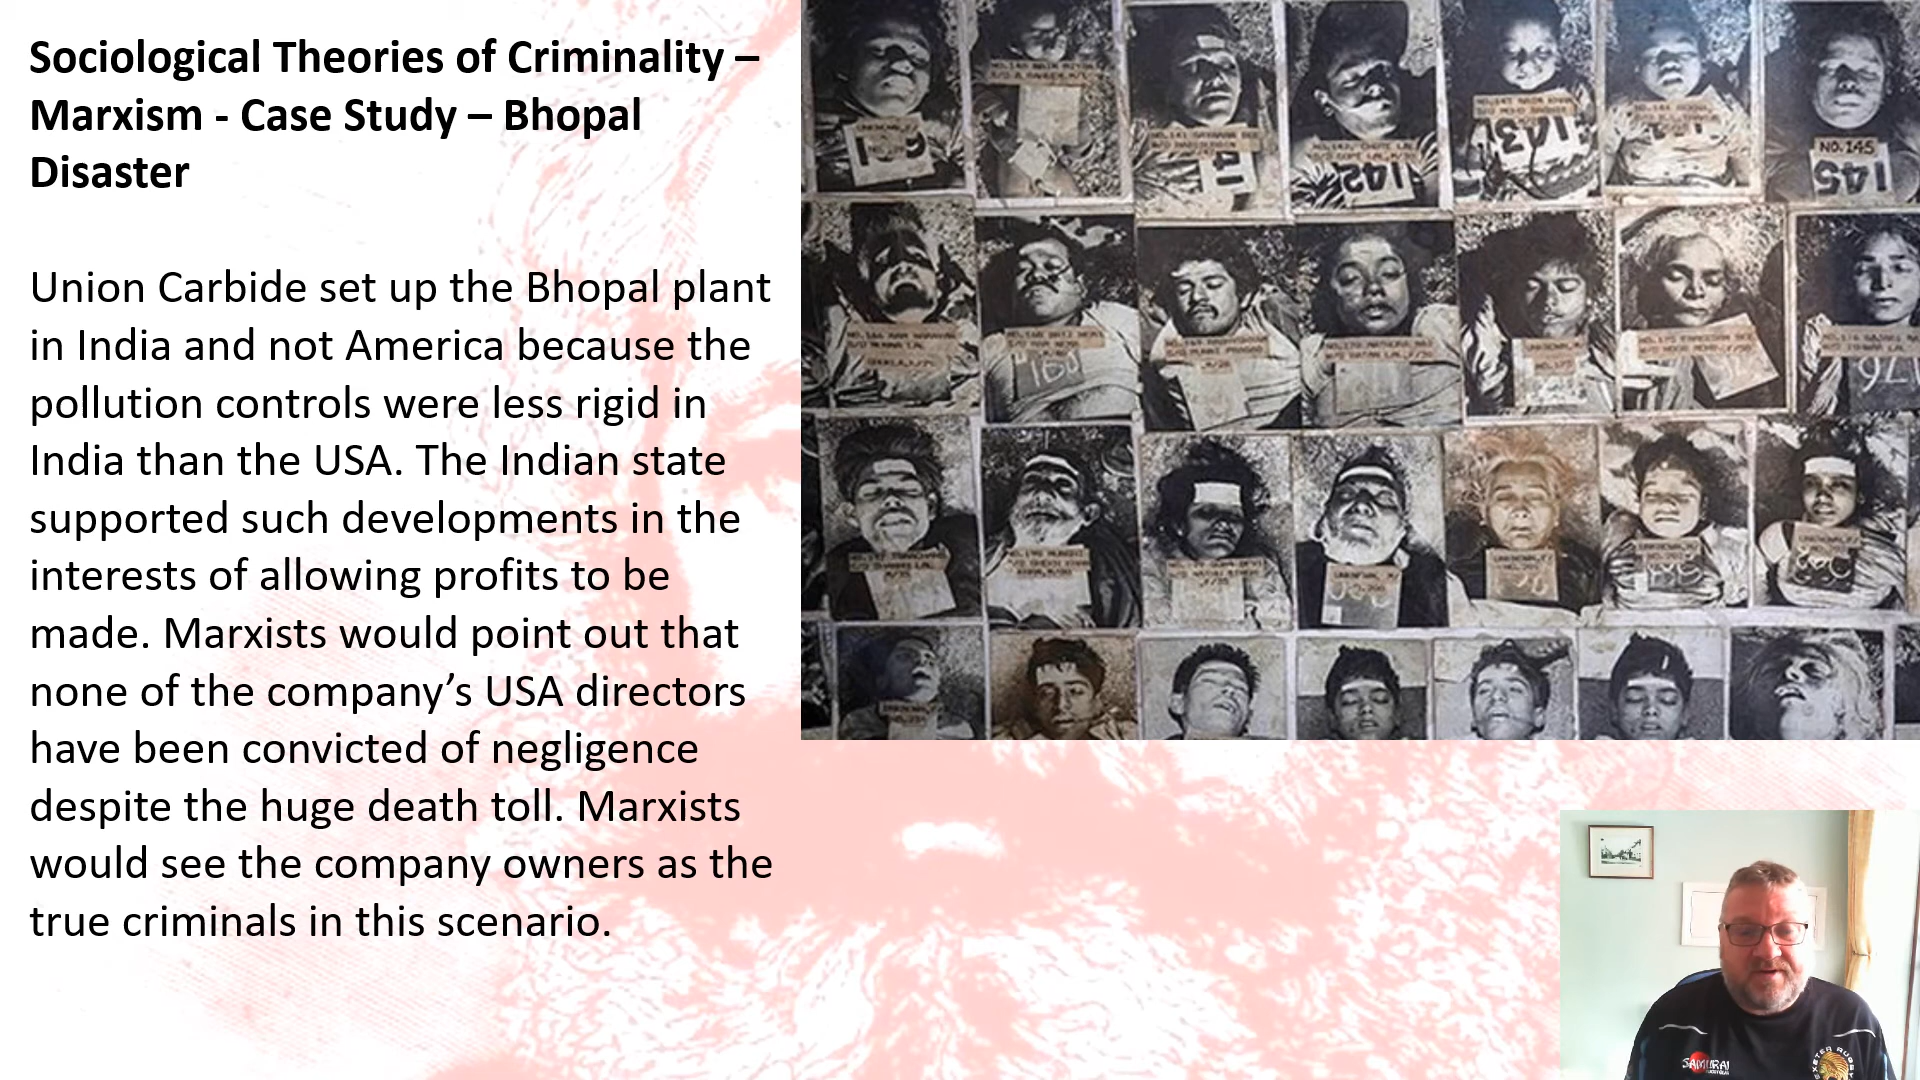 Sociological Theories of Criminality –
Marxism - Case Study – Bhopal
Disaster
Union Carbide set up the Bhopal plant
in India and not America because the
pollution controls were less rigid in
India than the USA. The Indian state
supported such developments in the
interests of allowing profits to be
made. Marxists would point out that
none of the company’s USA directors
have been convicted of negligence
despite the huge death toll. Marxists
would see the company owners as the
true criminals in this scenario.
NO.145
145
142
143
160
SAMURAI